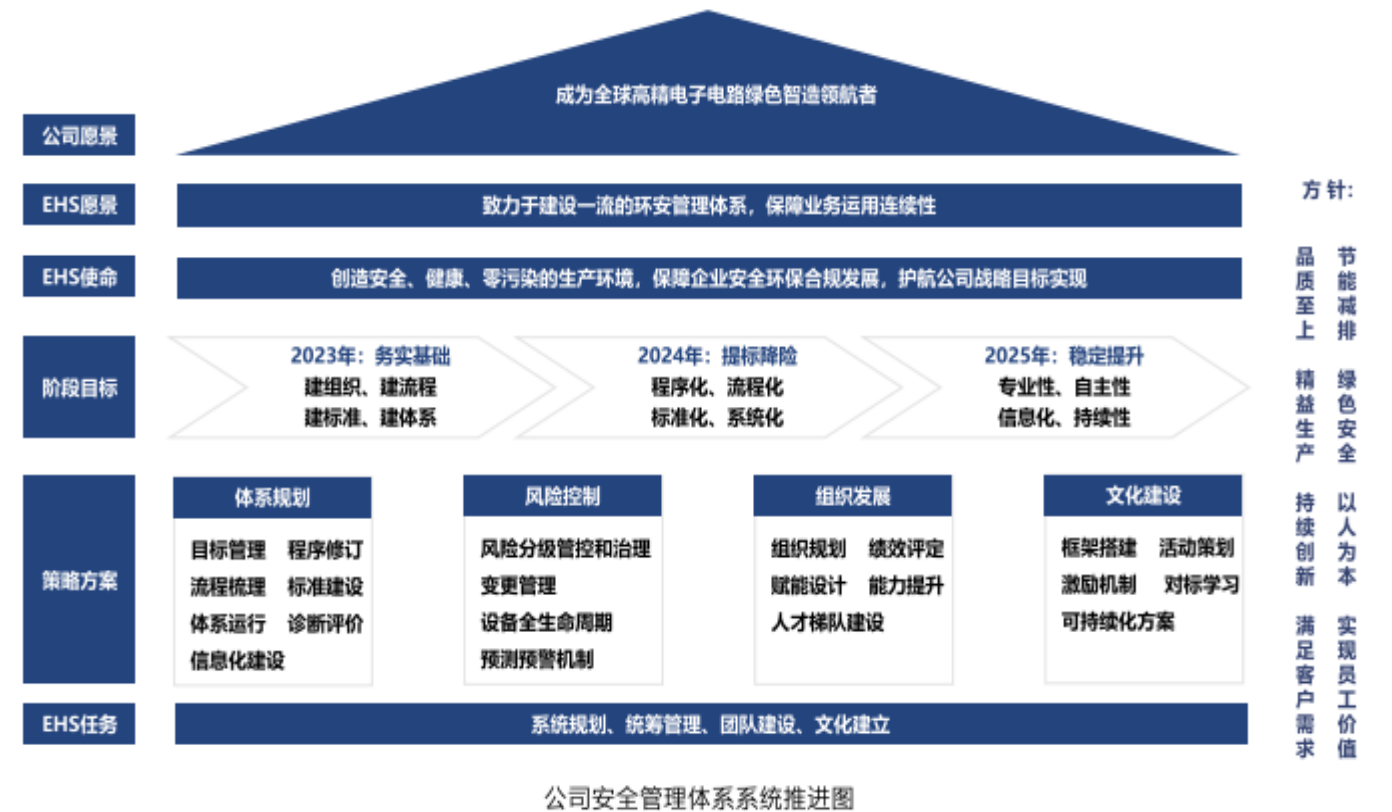 成为全球高精电子电路绿色智造领航者
公司愿景
EHS愿景
致力于建设一流的环安管理体系，保障业务运用连续性
EHS使命
创造安全、健康、零污染的生产环境，保障企业安全环保合规发展，护航公司战略目标实现
阶段目标
2023年：务实基础
建组织、建流程
建标准、建体系
2024年：提标降险
程序化、流程化
标准化、系统化
2025年：稳定提升
专业性、自主性
信息化、持续性
策略方案
体系规划
目标管理 程序修订
流程梳理 标准建设
体系运行 诊断评价
信息化建设
风险控制
风险分级管控和治理
变更管理
设备全生命周期
预测预警机制
组织发展
组织规划 绩效评定
赋能设计 能力提升
人才梯队建设
文化建设
框架搭建 活动策划
激励机制 对标学习
可持续化方案
EHS任务
系统规划、统筹管理、团队建设、文化建立
方针：
品质至上 精益生产 持续创新 满足客户需求
节能减排 绿色安全 以人为本 实现员工价值
公司安全管理体系系统推进图